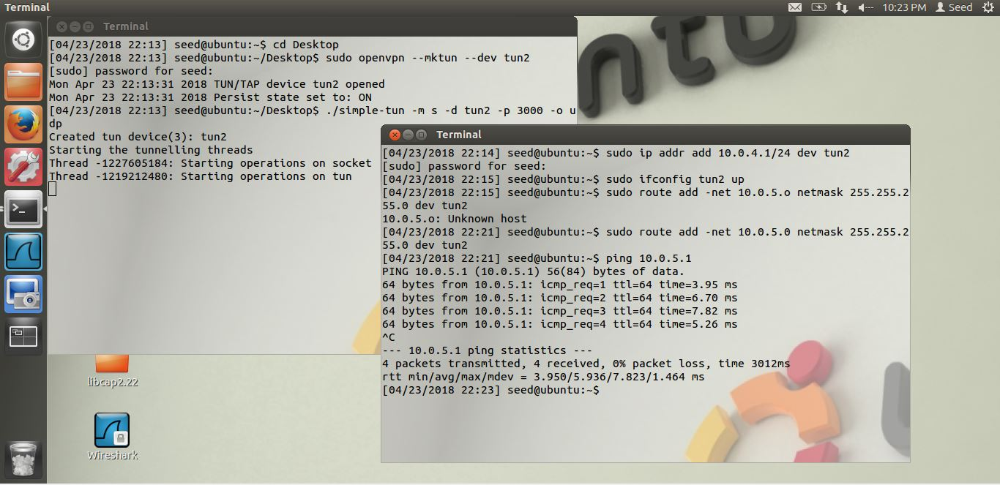 Terminal
10:23 PM
Seed
Terminal
[04/23/2018 22:13] seed@ubuntu:~$ cd Desktop
[04/23/2018 22:13] seed@ubuntu:~/Desktop$ sudo openvpn --mktun --dev tun2
[sudo] password for seed:
Mon Apr 23 22:13:31 2018 TUN/TAP device tun2 opened
Mon Apr 23 22:13:31 2018 Persist state set to: ON
[04/23/2018 22:13] seed@ubuntu:~/Desktop$ ./simple-tun -m s -d tun2 -p 3000 -o u
dp
Created tun device(3): tun2
Starting the tunnelling threads
Thread -1227605184: Starting operations on socket
Thread -1219212480: Starting operations on tun
Terminal
[04/23/2018 22:14] seed@ubuntu:~$ sudo ip addr add 10.0.4.1/24 dev tun2
[sudo] password for seed:
[04/23/2018 22:15] seed@ubuntu:~$ sudo ifconfig tun2 up
[04/23/2018 22:15] seed@ubuntu:~$ sudo route add -net 10.0.5.o netmask 255.255.2
55.0 dev tun2
10.0.5.o: Unknown host
[04/23/2018 22:21] seed@ubuntu:~$ sudo route add -net 10.0.5.0 netmask 255.255.2
55.0 dev tun2
[04/23/2018 22:21] seed@ubuntu:~$ ping 10.0.5.1
PING 10.0.5.1 (10.0.5.1) 56(84) bytes of data.
64 bytes from 10.0.5.1: icmp_req=1 ttl=64 time=3.95 ms
64 bytes from 10.0.5.1: icmp_req=2 ttl=64 time=6.70 ms
64 bytes from 10.0.5.1: icmp_req=3 ttl=64 time=7.82 ms
64 bytes from 10.0.5.1: icmp_req=4 ttl=64 time=5.26 ms
^C
--- 10.0.5.1 ping statistics ---
4 packets transmitted, 4 received, 0% packet loss, time 3012ms
rtt min/avg/max/mdev = 3.950/5.936/7.823/1.464 ms
[04/23/2018 22:23] seed@ubuntu:~$
libcap2.22
Wireshark
ntu